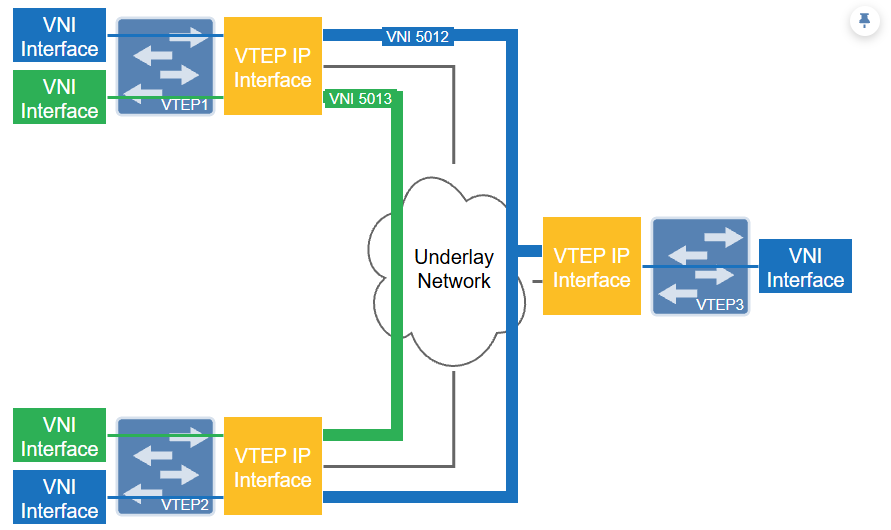 VNI
Interface
VNI
Interface
VTEP1
VTEP IP
Interface
VNI 5012
VNI 5013
Underlay
Network
VTEP IP
Interface
VTEP3
VNI
Interface
VNI
Interface
VNI
Interface
VTEP2
VTEP IP
Interface